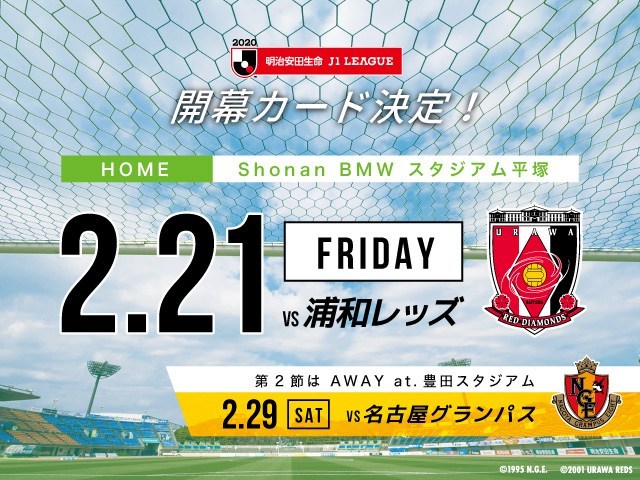 2020
明治安田生命 J1 LEAGUE
開幕カード決定！
HOME Shonan BMW スタジアム平塚
2.21 FRIDAY
vs 浦和レッズ
URAWA
RED DIAMONDS
第2節は AWAY at.豊田スタジアム
2.29 SAT vs 名古屋グランパス
©1995 N.G.E. ©2001 URAWA REDS